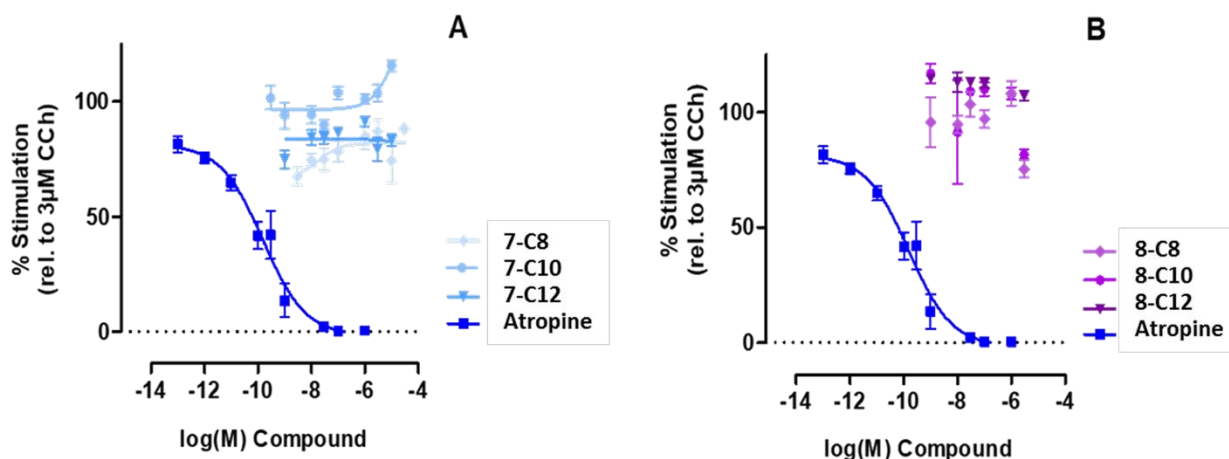 A
% Stimulation
(rel. to 3µM CCh)
100
50
0
-14 -12 -10 -8 -6 -4
log(M) Compound
7-C8
7-C10
7-C12
Atropine
B
% Stimulation
(rel. to 3µM CCh)
100
50
0
-14 -12 -10 -8 -6 -4
log(M) Compound
8-C8
8-C10
8-C12
Atropine